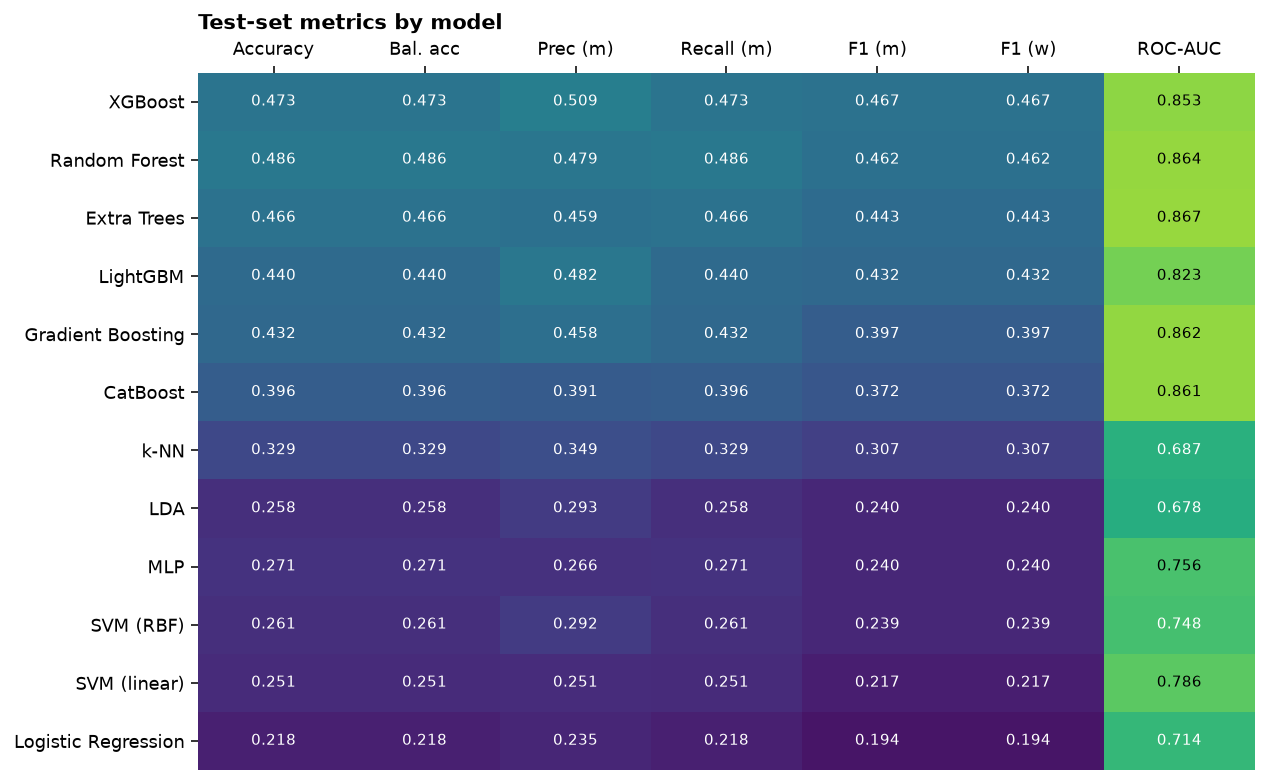 Test-set metrics by model
Accuracy Bal. acc Prec (m) Recall (m) F1 (m) F1 (w) ROC-AUC
XGBoost 0.473 0.473 0.509 0.473 0.467 0.467 0.853
Random Forest 0.486 0.486 0.479 0.486 0.462 0.462 0.864
Extra Trees 0.466 0.466 0.459 0.466 0.443 0.443 0.867
LightGBM 0.440 0.440 0.482 0.440 0.432 0.432 0.823
Gradient Boosting 0.432 0.432 0.458 0.432 0.397 0.397 0.862
CatBoost 0.396 0.396 0.391 0.396 0.372 0.372 0.861
k-NN 0.329 0.329 0.349 0.329 0.307 0.307 0.687
LDA 0.258 0.258 0.293 0.258 0.240 0.240 0.678
MLP 0.271 0.271 0.266 0.271 0.240 0.240 0.756
SVM (RBF) 0.261 0.261 0.292 0.261 0.239 0.239 0.748
SVM (linear) 0.251 0.251 0.251 0.251 0.217 0.217 0.786
Logistic Regression 0.218 0.218 0.235 0.218 0.194 0.194 0.714